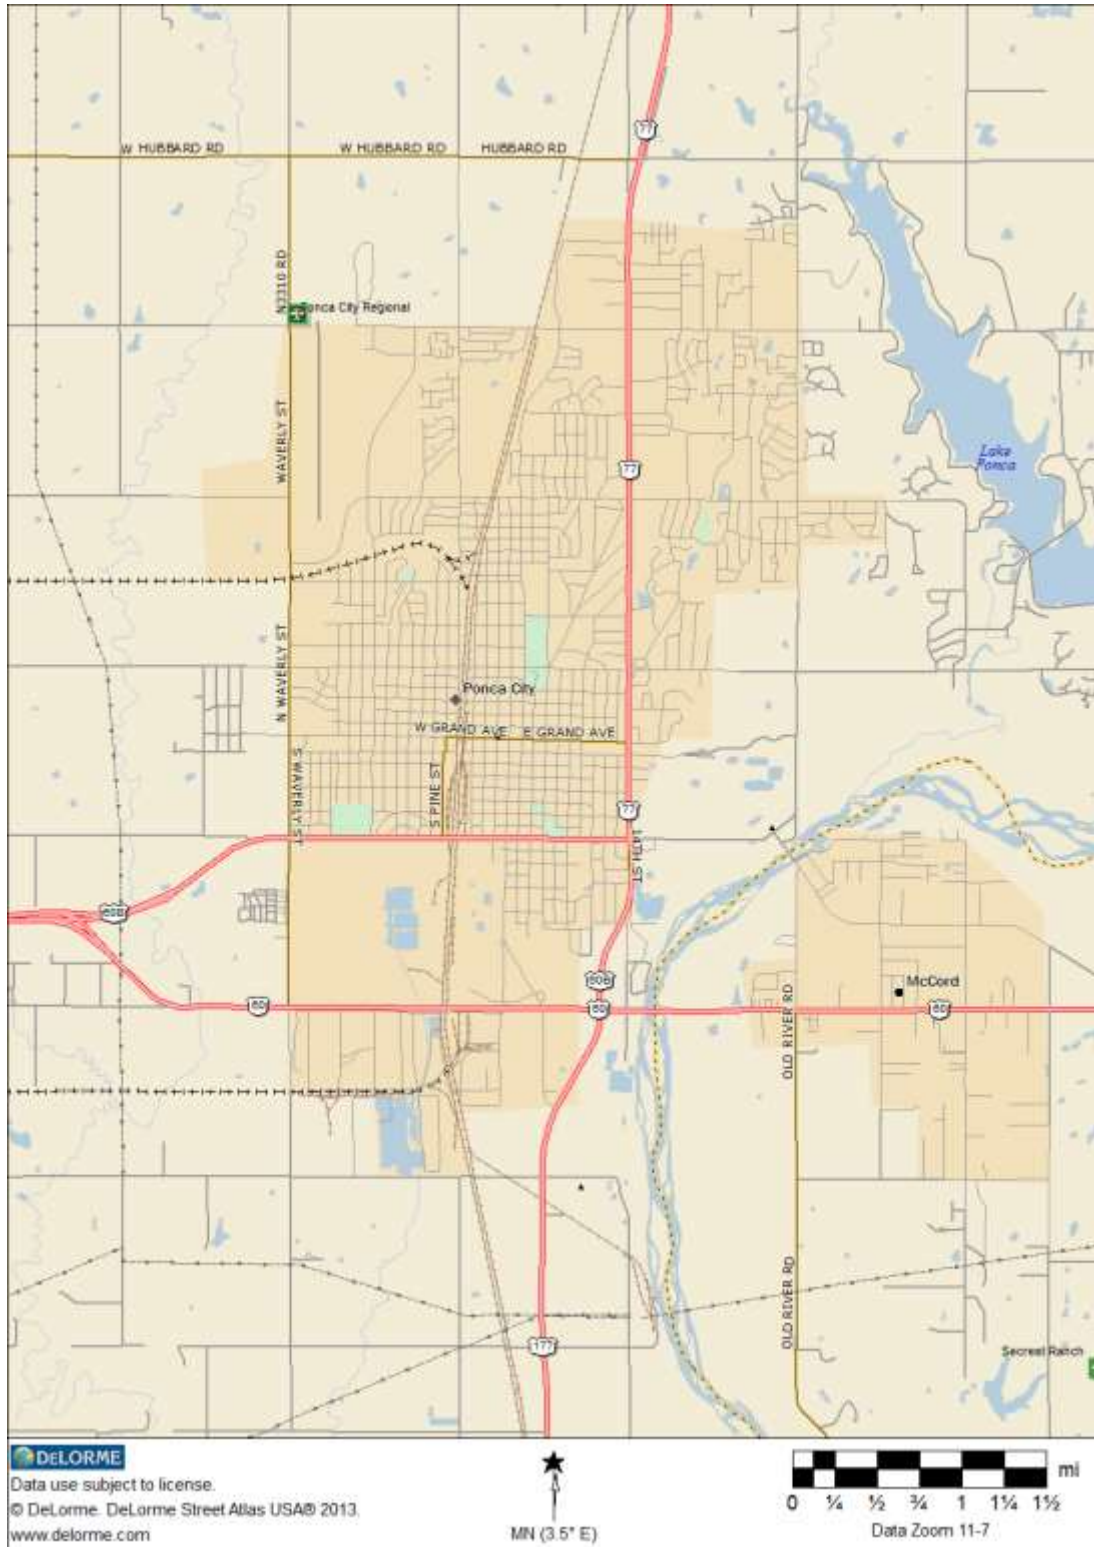 77
W HUBBARD RD
W HUBBARD RD
HUBBARD RD
N3310 RD
Ponca City Regional
WAVERLY ST
77
Lake
Ponca
N WAVERLY ST
Ponca City
W GRAND AVE
E GRAND AVE
S WAVERLY ST
S PINE ST
77
14TH ST
60B
60B
McCord
60
60
60
OLD RIVER RD
OLD RIVER RD
177
Secrest Ranch
DELORME
Data use subject to license.
© DeLorme. DeLorme Street Atlas USA® 2013.
www.delorme.com
MN (3.5° E)
mi
0 ¼ ½ ¾ 1 1¼ 1½
Data Zoom 11-7